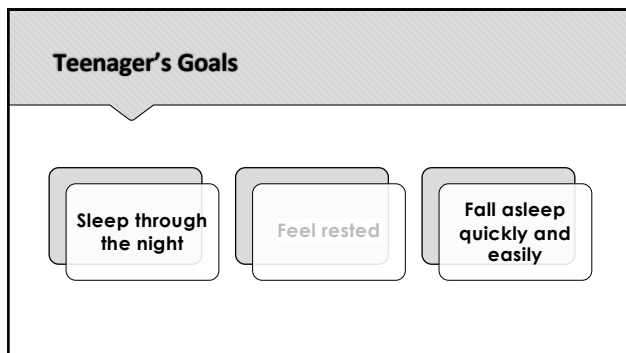 Teenager’s Goals
Sleep through
the night
Feel rested
Fall asleep
quickly and
easily